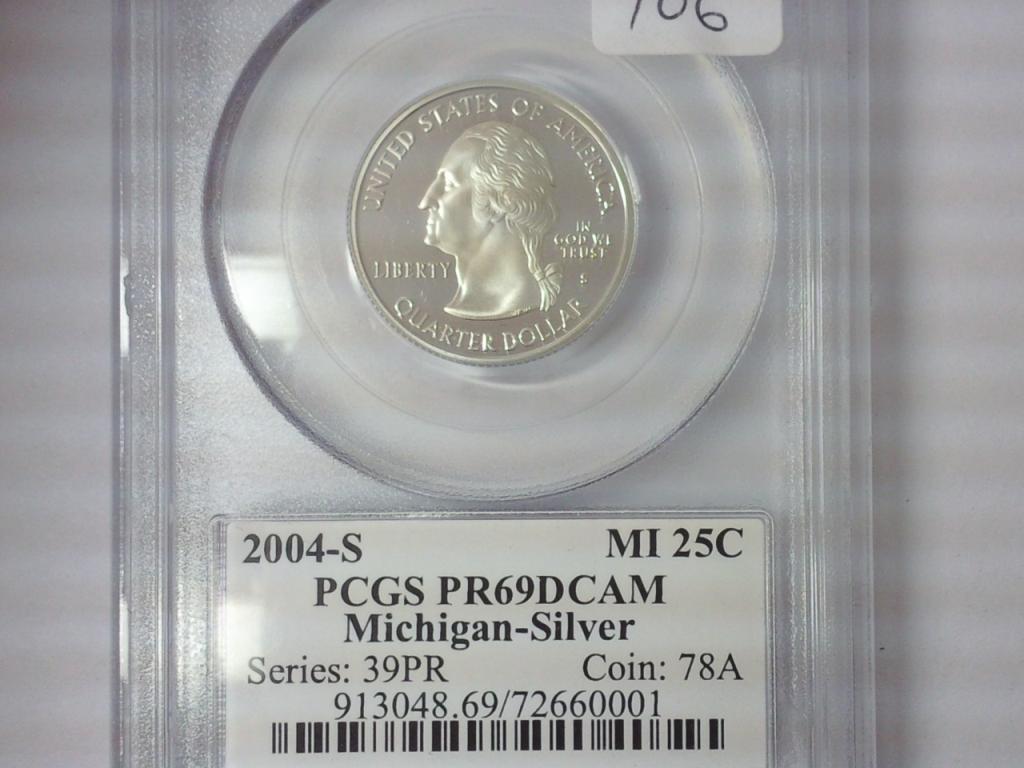 106
UNITED STATES OF AMERICA
IN
GOD WE
TRUST
LIBERTY
S
QUARTER DOLLAR
2004-S MI 25C
PCGS PR69DCAM
Michigan-Silver
Series: 39PR Coin: 78A
913048.69/72660001